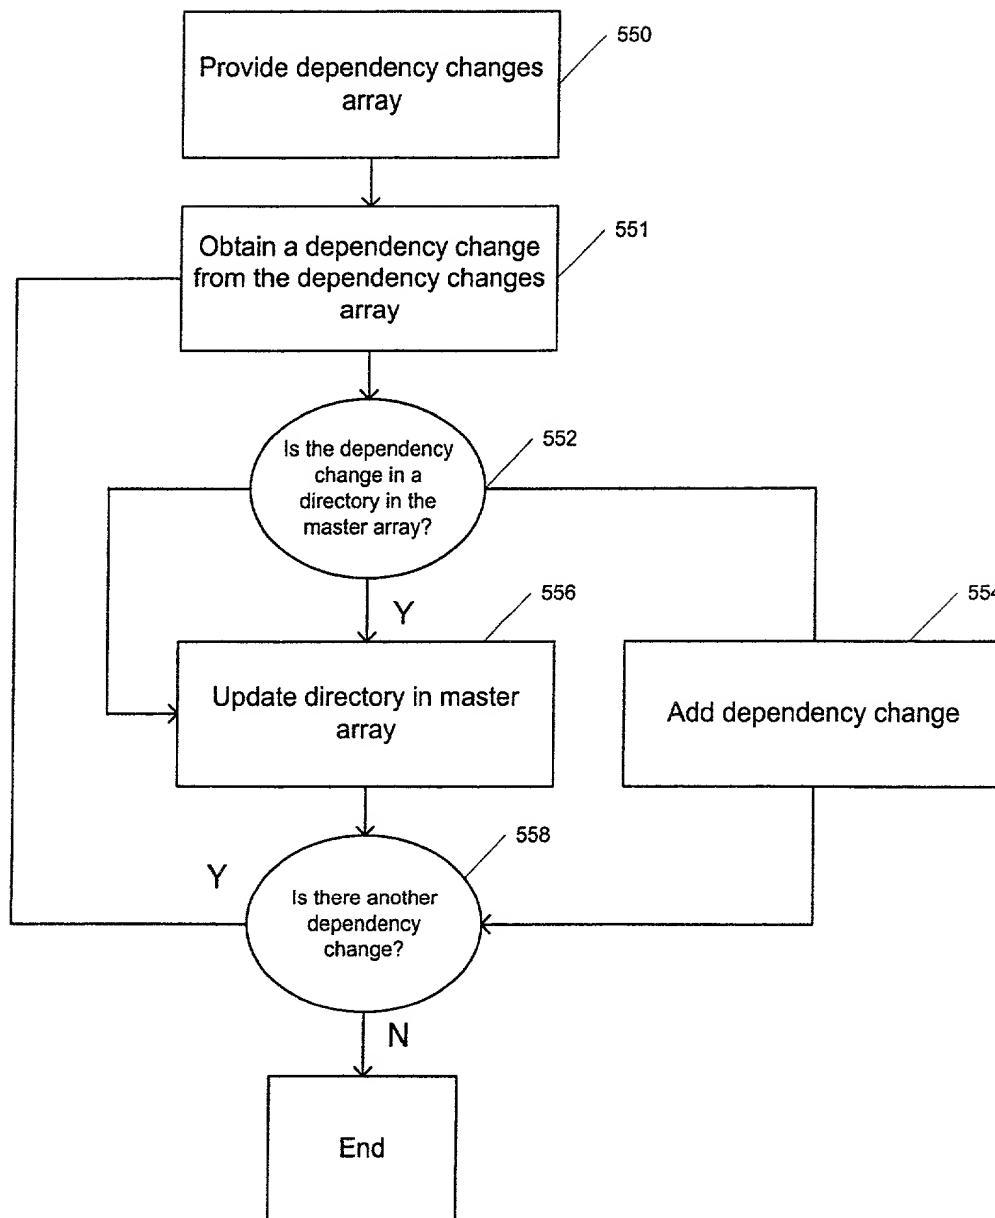 550
Provide dependency changes
array
551
Obtain a dependency change
from the dependency changes
array
552
Is the dependency
change in a
directory in the
master array?
Y
556
554
Update directory in master
array
Add dependency change
558
Y
Is there another
dependency
change?
N
End